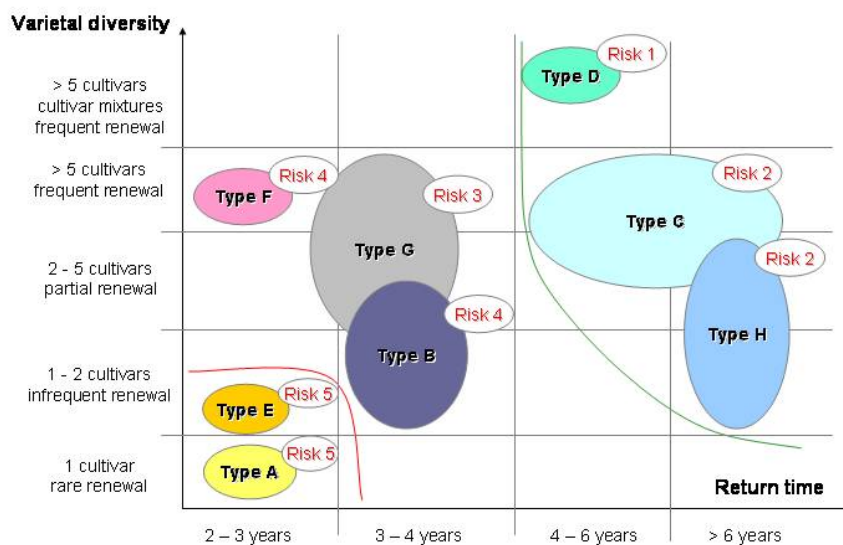 Varietal diversity
> 5 cultivars
cultivar mixtures
frequent renewal
Type D
Risk 1
> 5 cultivars
frequent renewal
Type F
Risk 4
Risk 3
Risk 2
Type C
Type G
2 - 5 cultivars
partial renewal
Risk 2
Risk 4
Type H
Type B
1 - 2 cultivars
infrequent renewal
Type E
Risk 5
1 cultivar
rare renewal
Type A
Risk 5
Return time
2 – 3 years
3 – 4 years
4 – 6 years
> 6 years